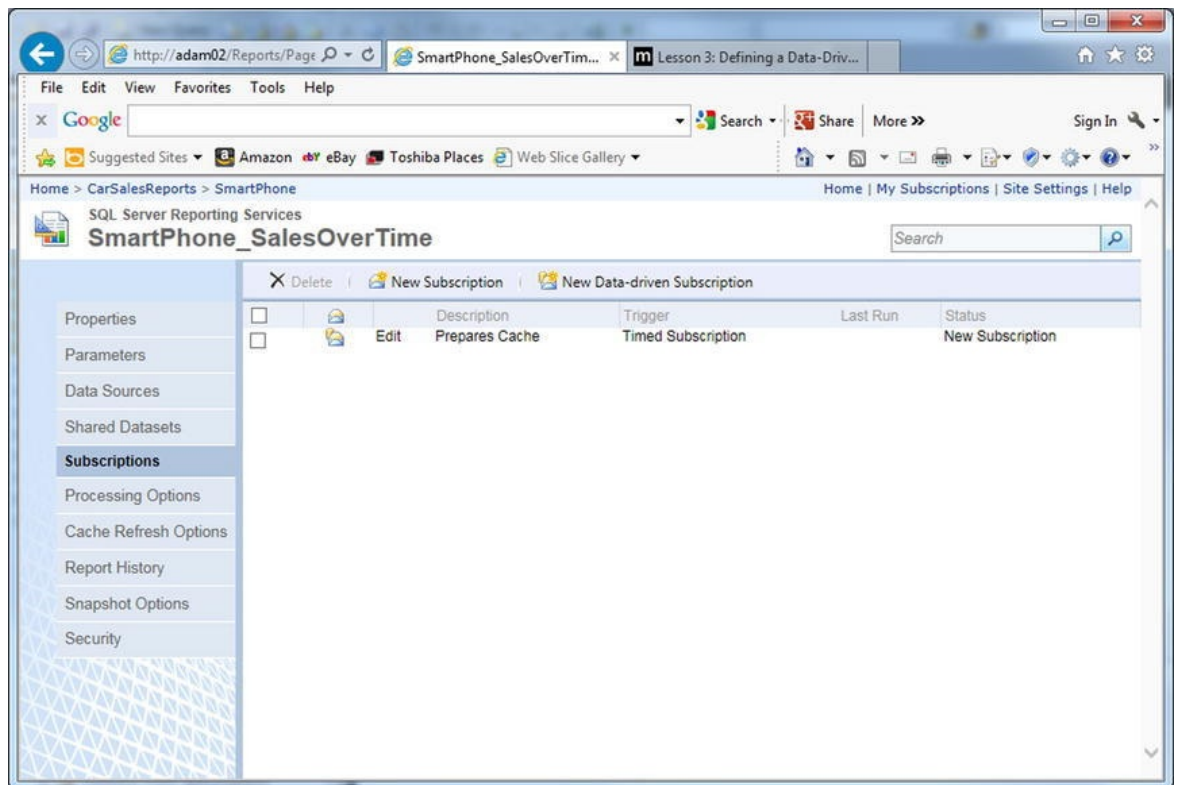 http://adam02/Reports/Page
SmartPhone_SalesOverTim...
m Lesson 3: Defining a Data-Driv...
File Edit View Favorites Tools Help
x Google Search Share More >> Sign In
Suggested Sites a Amazon ebY eBay Toshiba Places Web Slice Gallery
Home > CarSalesReports > SmartPhone
Home | My Subscriptions | Site Settings | Help
SQL Server Reporting Services
SmartPhone_SalesOverTime
Search
Delete New Subscription New Data-driven Subscription
Properties
Parameters
Data Sources
Shared Datasets
Subscriptions
Processing Options
Cache Refresh Options
Report History
Snapshot Options
Security
Description Trigger Last Run Status
Edit Prepares Cache Timed Subscription New Subscription